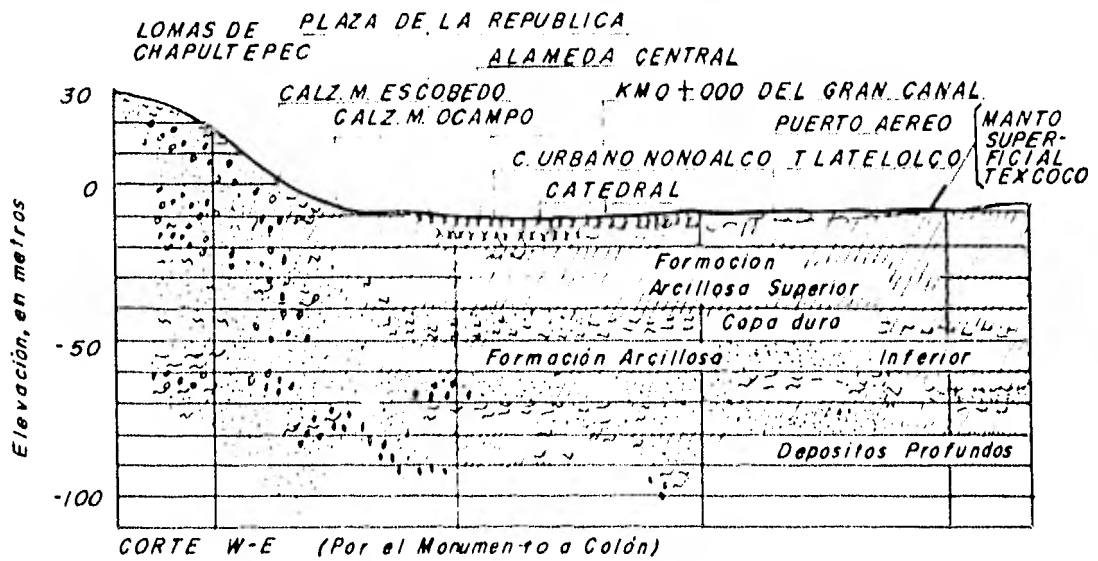 LOMAS DE
CHAPULTEPEC
PLAZA DE LA REPUBLICA
ALAMEDA CENTRAL
CALZ. M. ESCOBEDO
KM 0 + 000 DEL GRAN CANAL
CALZ. M. OCAMPO
PUERTO AEREO
MANTO
SUPER-
FICIAL
TEXCOCO
C. URBANO NONOALCO TLATELOLCO
CATEDRAL
Elevación, en metros
30
0
-50
-100
Formacion
Arcillosa Superior
Capa dura
Formación Arcillosa Inferior
Depositos Profundos
CORTE W-E (Por el Monumento a Colón)